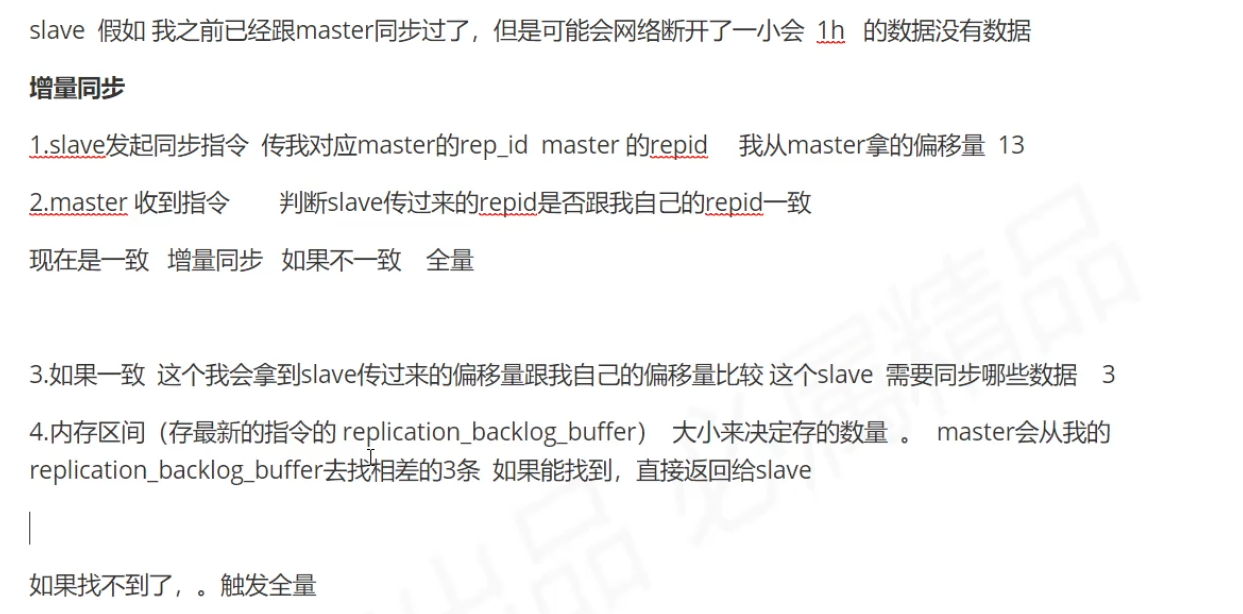 slave 假如 我之前已经跟master同步过了，但是可能会网络断开了一小会 1h 的数据没有数据
增量同步
1.slave发起同步指令 传我对应master的rep_id master 的repid 我从master拿的偏移量 13
2.master 收到指令 判断slave传过来的repid是否跟我自己的repid一致
现在是一致 增量同步 如果不一致 全量
3.如果一致 这个我会拿到slave传过来的偏移量跟我自己的偏移量比较 这个slave 需要同步哪些数据 3
4.内存区间（存最新的指令的 replication_backlog_buffer） 大小来决定存的数量 。 master会从我的
replication_backlog_buffer去找相差的3条 如果能找到，直接返回给slave
如果找不到了，。触发全量
出品 必属精品